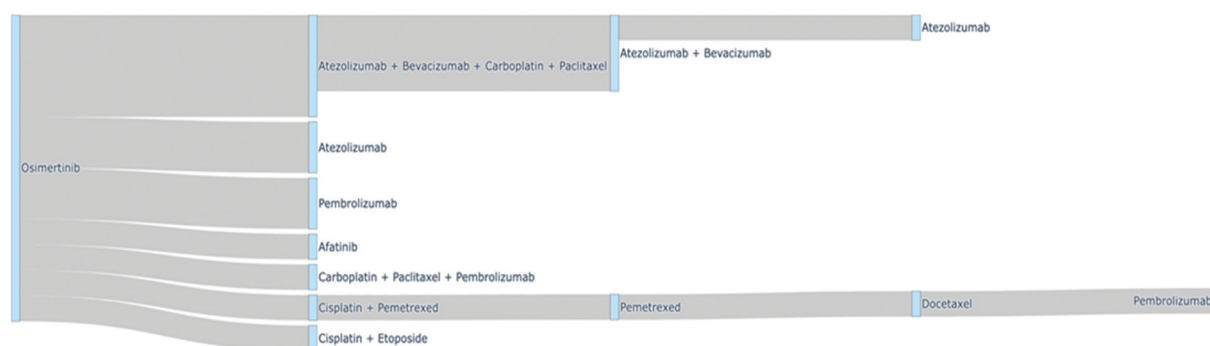 Osimertinib
Atezolizumab + Bevacizumab + Carboplatin + Paclitaxel
Atezolizumab
Pembrolizumab
Afatinib
Carboplatin + Paclitaxel + Pembrolizumab
Cisplatin + Pemetrexed
Cisplatin + Etoposide
Atezolizumab + Bevacizumab
Pemetrexed
Atezolizumab
Docetaxel
Pembrolizumab